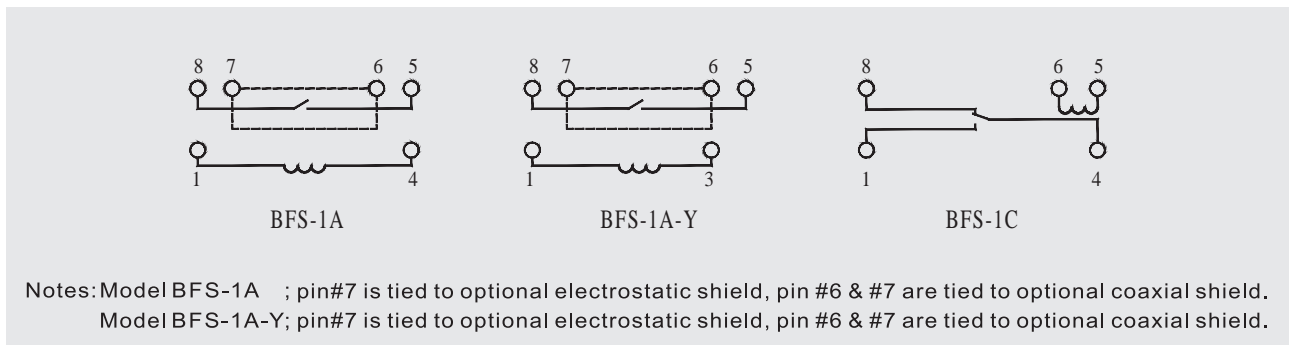 8 7 6 5 8 7 6 5 8 6 5
1 4 1 3 1 4
BFS-1A BFS-1A-Y BFS-1C
Notes:Model BFS-1A ; pin#7 is tied to optional electrostatic shield, pin #6 & #7 are tied to optional coaxial shield.
Model BFS-1A-Y; pin#7 is tied to optional electrostatic shield, pin #6 & #7 are tied to optional coaxial shield.